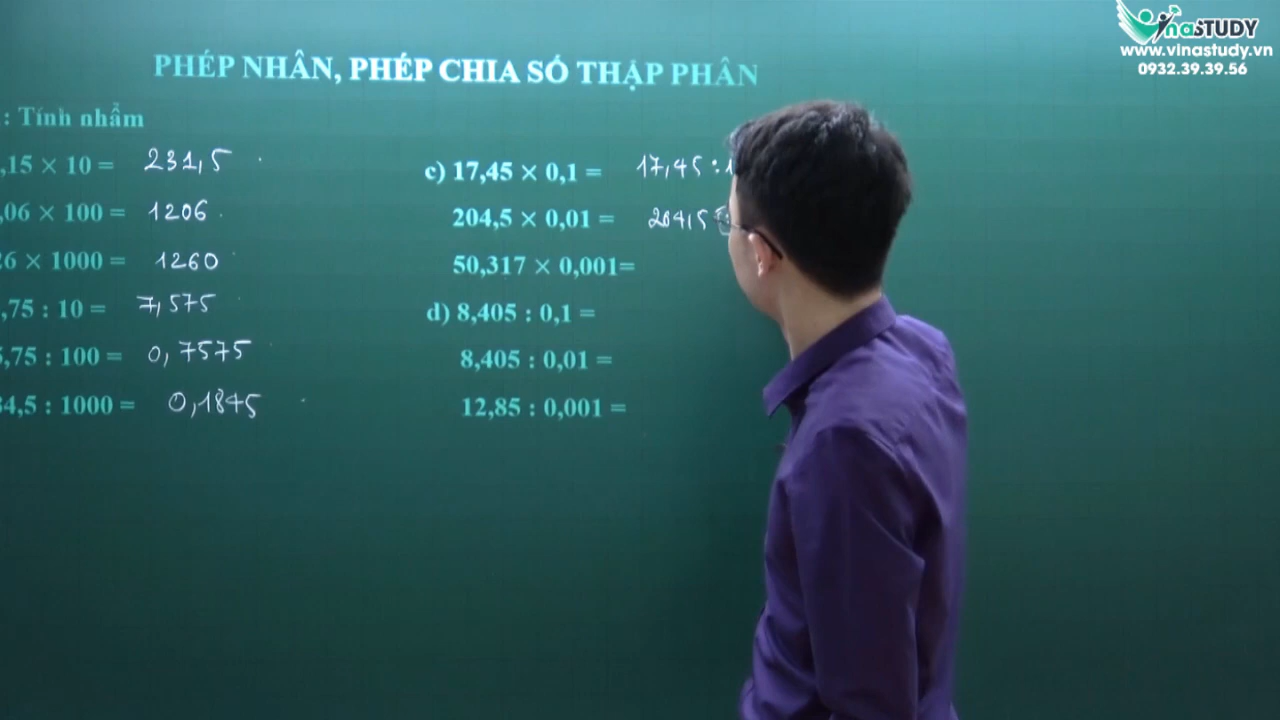 VinaSTUDY
www.vinastudy.vn
0932.39.39.56
PHÉP NHÂN, PHÉP CHIA SỐ THẬP PHÂN
: Tính nhẩm
,15 × 10 = 231,5
,06 × 100 = 1206
26 × 1000 = 1260
,75 : 10 = 7,575
5,75 : 100 = 0,7575
84,5 : 1000 = 0,1845
c) 17,45 × 0,1 = 17,45 : 1
204,5 × 0,01 = 204,5
50,317 × 0,001=
d) 8,405 : 0,1 =
8,405 : 0,01 =
12,85 : 0,001 =